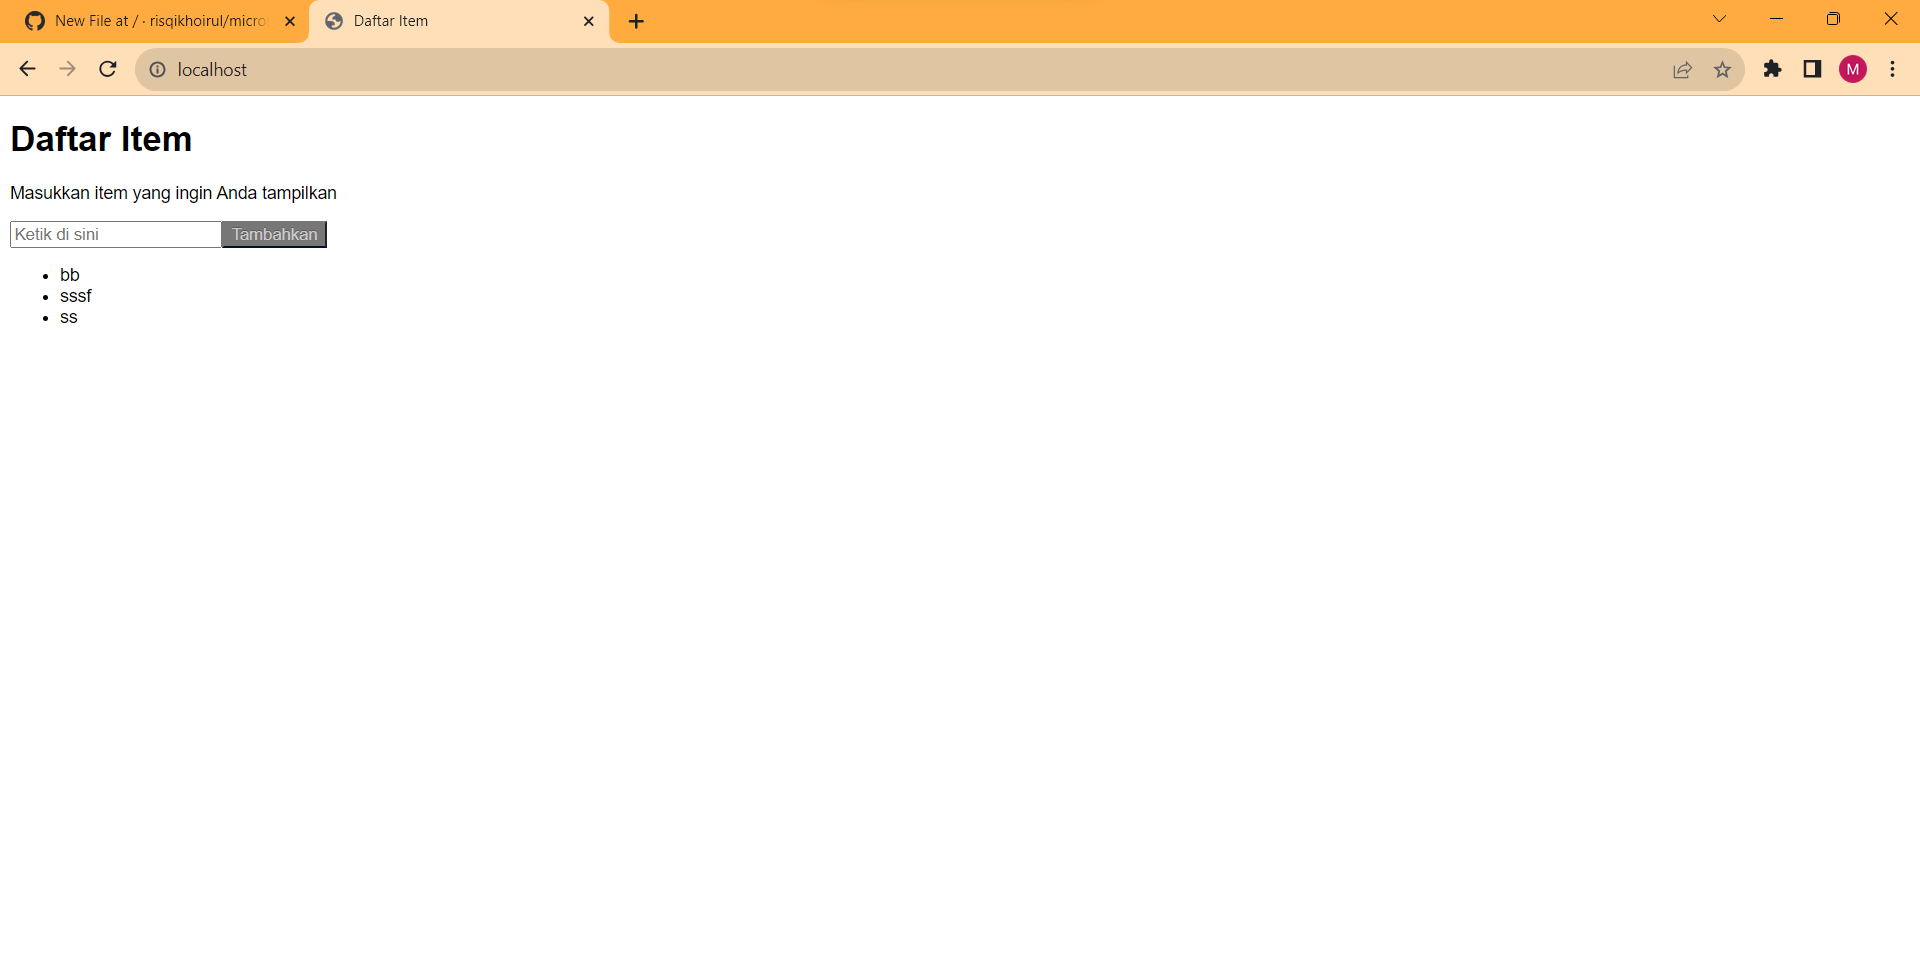 New File at / · risqikhoirul/micro
Daftar Item
localhost
M
Daftar Item
Masukkan item yang ingin Anda tampilkan
Ketik di sini Tambahkan
bb
sssf
ss